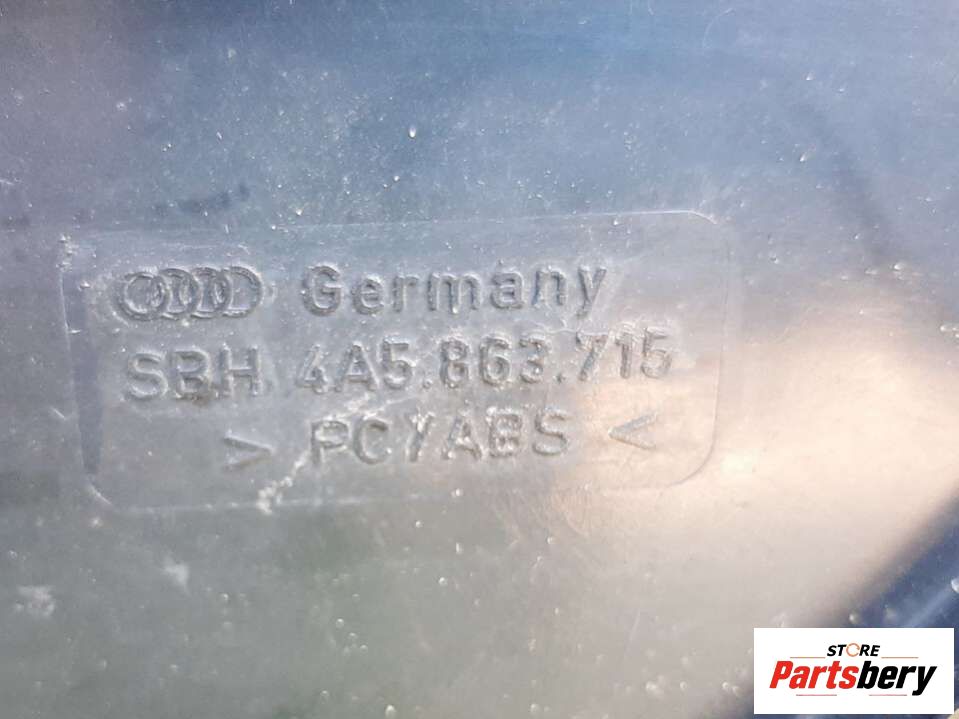 Germany
SBH 4A5.863.715
> PC/ABS <
STORE
Partsbery